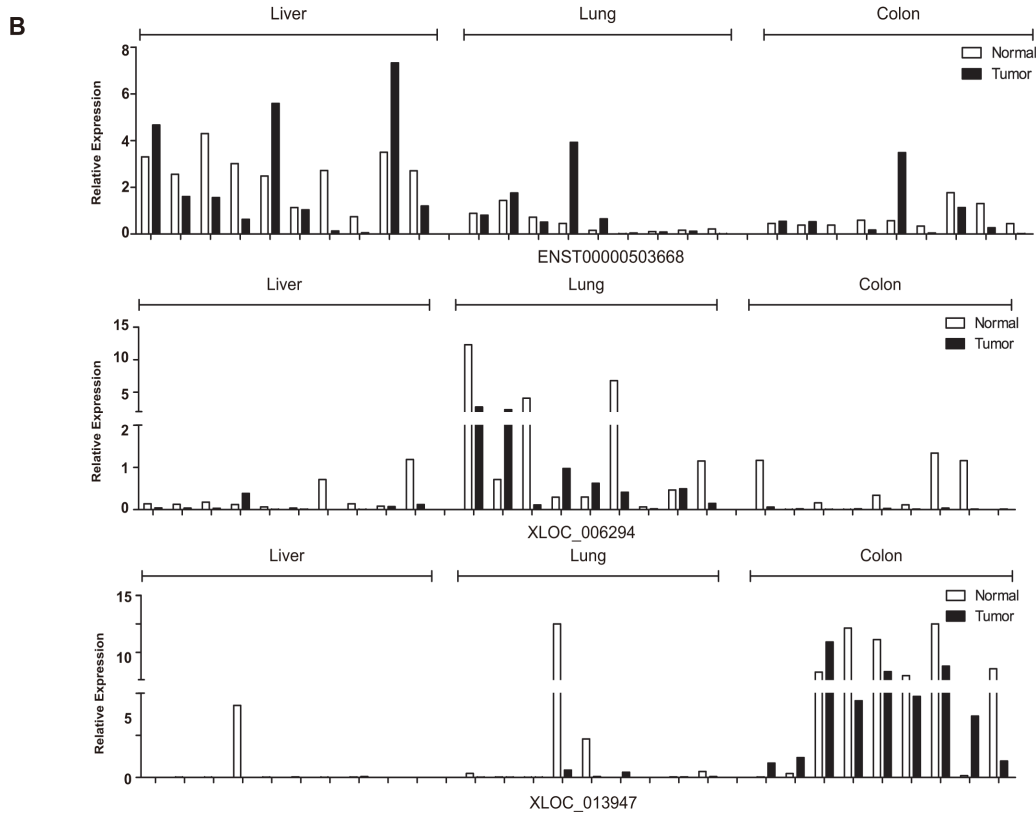 B
Liver Lung Colon
Normal
Tumor
Relative Expression
8
6
4
2
0
ENST00000503668
Liver Lung Colon
Normal
Tumor
Relative Expression
15
10
5
2
1
0
XLOC_006294
Liver Lung Colon
Normal
Tumor
Relative Expression
15
10
5
0
XLOC_013947